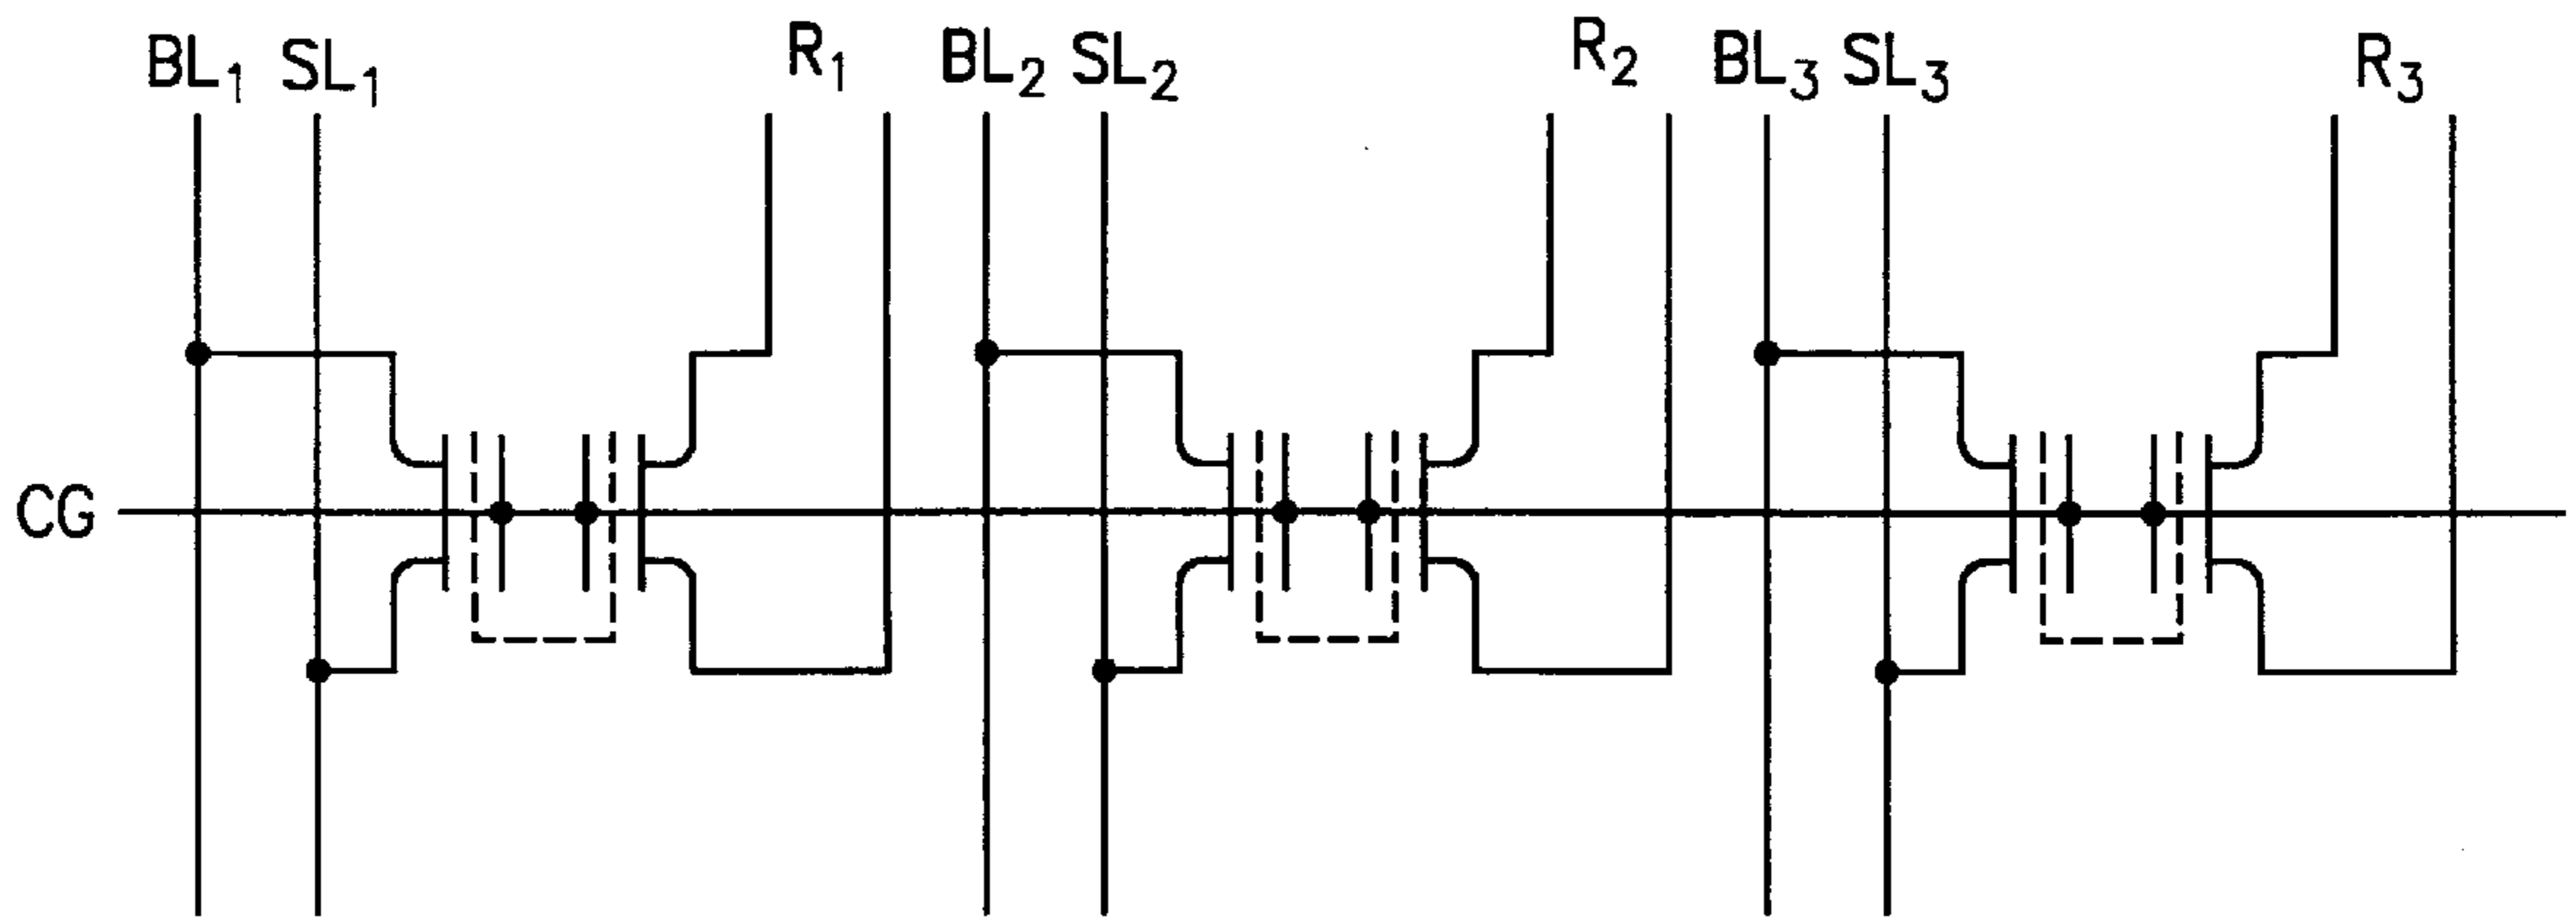 BL₁ SL₁ R₁ BL₂ SL₂ R₂ BL₃ SL₃ R₃
CG